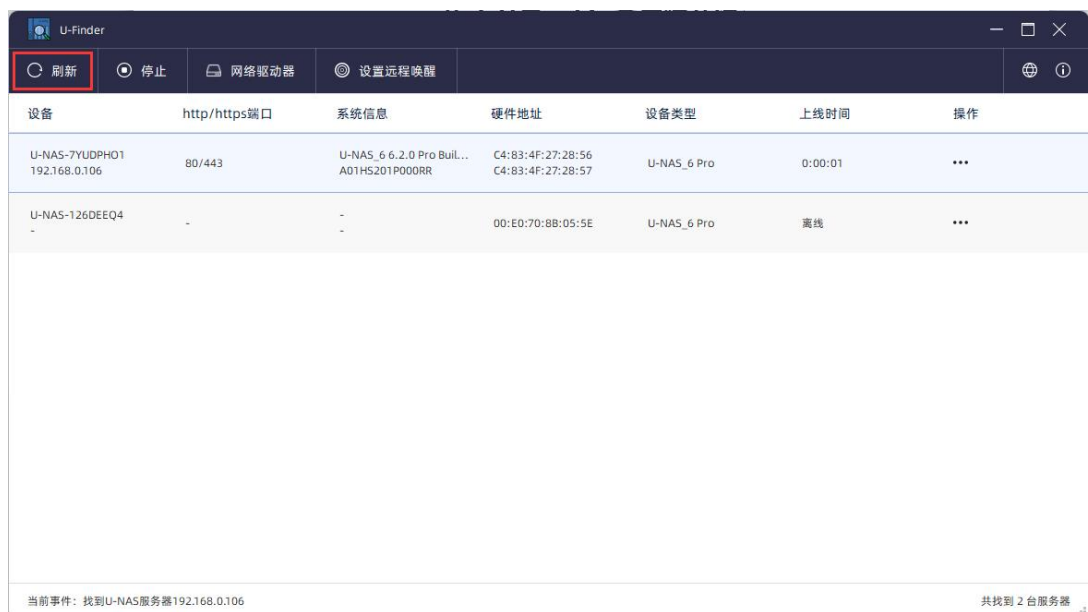 U-Finder
刷新 停止 网络驱动器 设置远程唤醒
设备 http/https端口 系统信息 硬件地址 设备类型 上线时间 操作
U-NAS-7YUDPHO1 80/443 U-NAS_6 6.2.0 Pro Buil... C4:83:4F:27:28:56 U-NAS_6 Pro 0:00:01 •••
192.168.0.106 A01HS201P000RR C4:83:4F:27:28:57
U-NAS-126DEEQ4 - - 00:E0:70:8B:05:5E U-NAS_6 Pro 离线 •••
- -
当前事件：找到U-NAS服务器192.168.0.106 共找到 2 台服务器